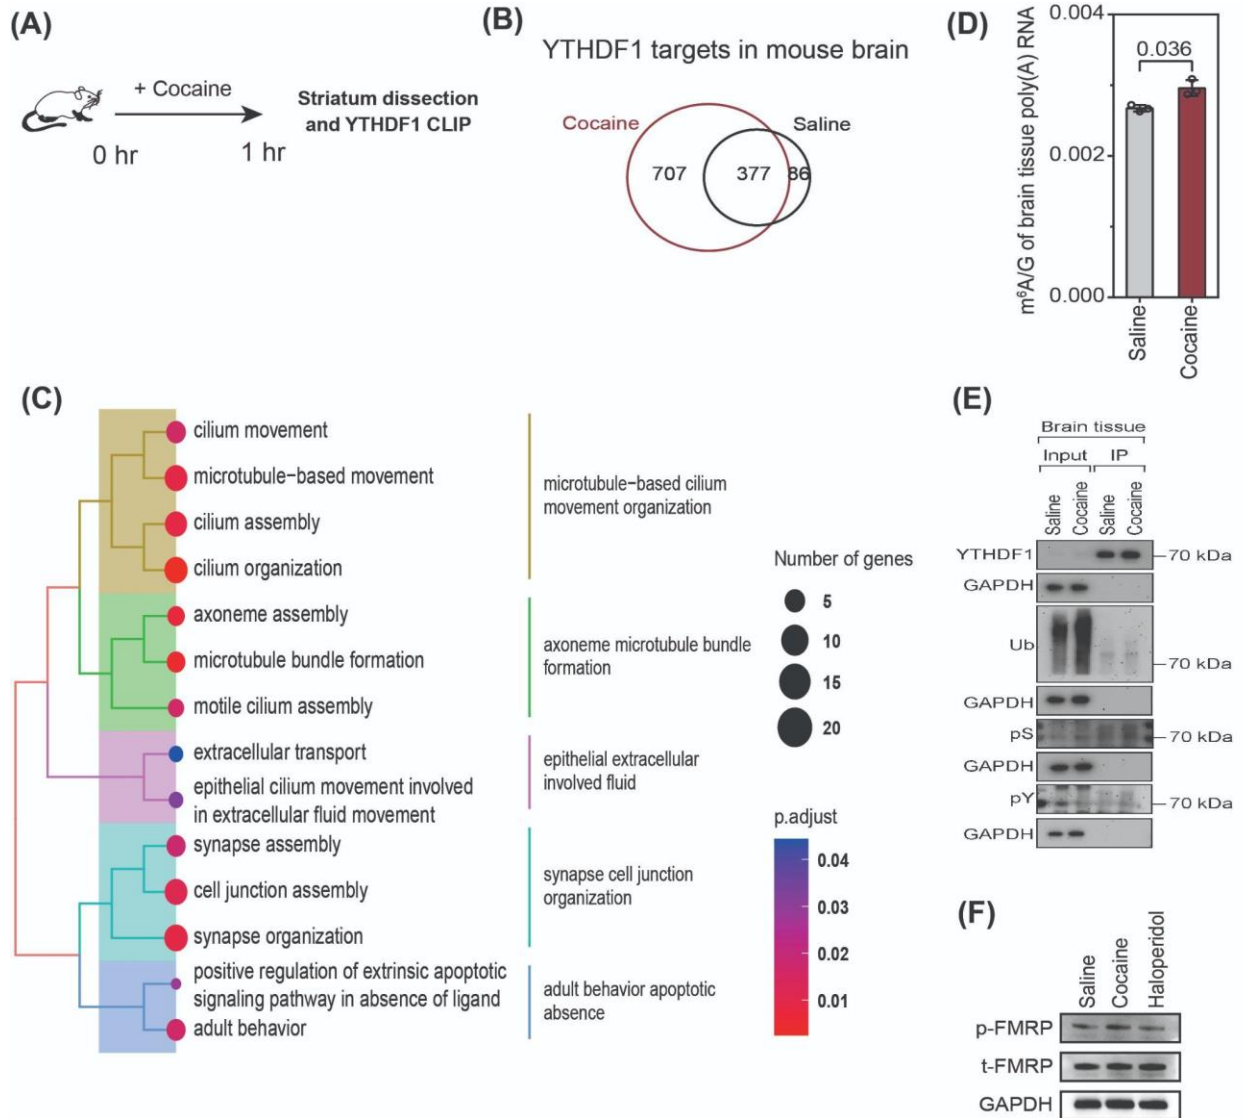 (A)
+ Cocaine
0 hr
1 hr
Striatum dissection
and YTHDF1 CLIP
(B)
YTHDF1 targets in mouse brain
Cocaine
Saline
707
377
86
(D)
m⁶A/G of brain tissue poly(A) RNA
0.004
0.002
0.000
0.036
Saline
Cocaine
(C)
cilium movement
microtubule−based movement
cilium assembly
cilium organization
axoneme assembly
microtubule bundle formation
motile cilium assembly
extracellular transport
epithelial cilium movement involved
in extracellular fluid movement
synapse assembly
cell junction assembly
synapse organization
positive regulation of extrinsic apoptotic
signaling pathway in absence of ligand
adult behavior
microtubule−based cilium
movement organization
axoneme microtubule bundle
formation
epithelial extracellular
involved fluid
synapse cell junction
organization
adult behavior apoptotic
absence
Number of genes
5
10
15
20
p.adjust
0.04
0.03
0.02
0.01
(E)
Brain tissue
Input
IP
Saline
Cocaine
Saline
Cocaine
YTHDF1
70 kDa
GAPDH
Ub
70 kDa
GAPDH
pS
70 kDa
GAPDH
pY
70 kDa
GAPDH
(F)
Saline
Cocaine
Haloperidol
p-FMRP
t-FMRP
GAPDH